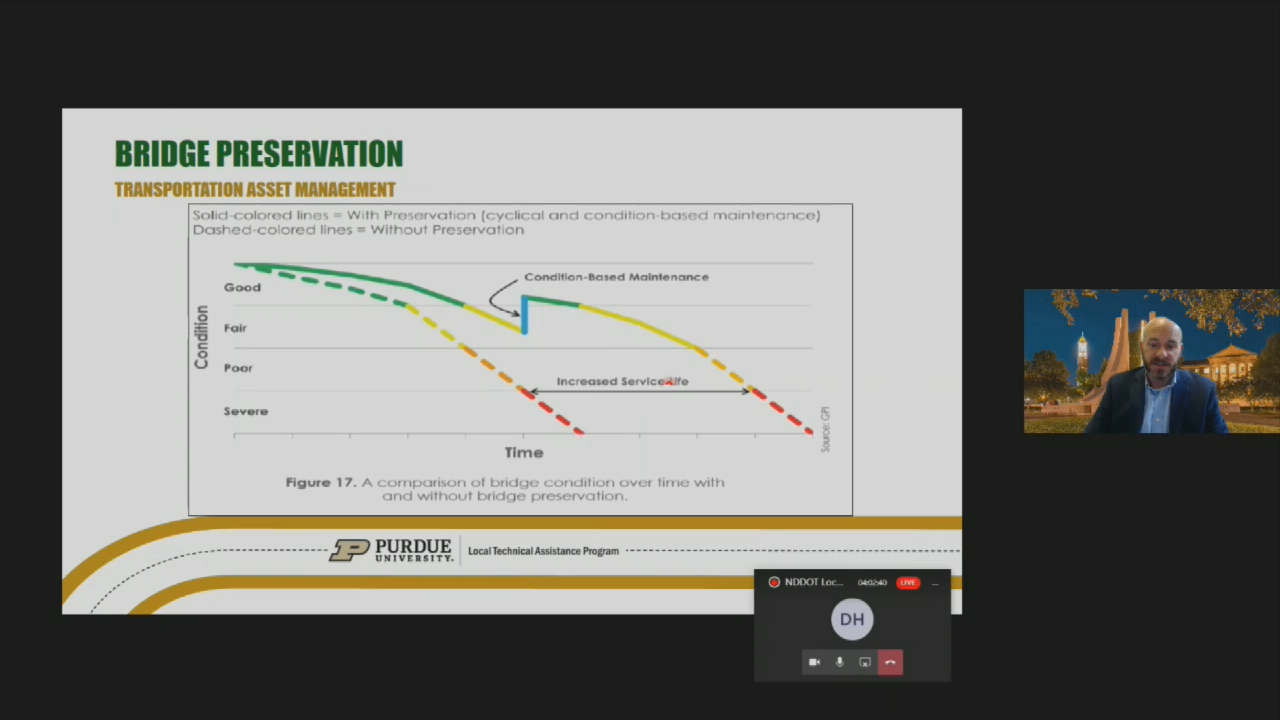 BRIDGE PRESERVATION
TRANSPORTATION ASSET MANAGEMENT
Solid-colored lines = With Preservation (cyclical and condition-based maintenance)
Dashed-colored lines = Without Preservation
Condition-Based Maintenance
Good
Fair
Poor
Severe
Condition
Increased Service Life
Source: GPI
Time
Figure 17. A comparison of bridge condition over time with
and without bridge preservation.
P PURDUE
UNIVERSITY.
Local Technical Assistance Program
NDDOT Loc...
04:02:40
LIVE
DH